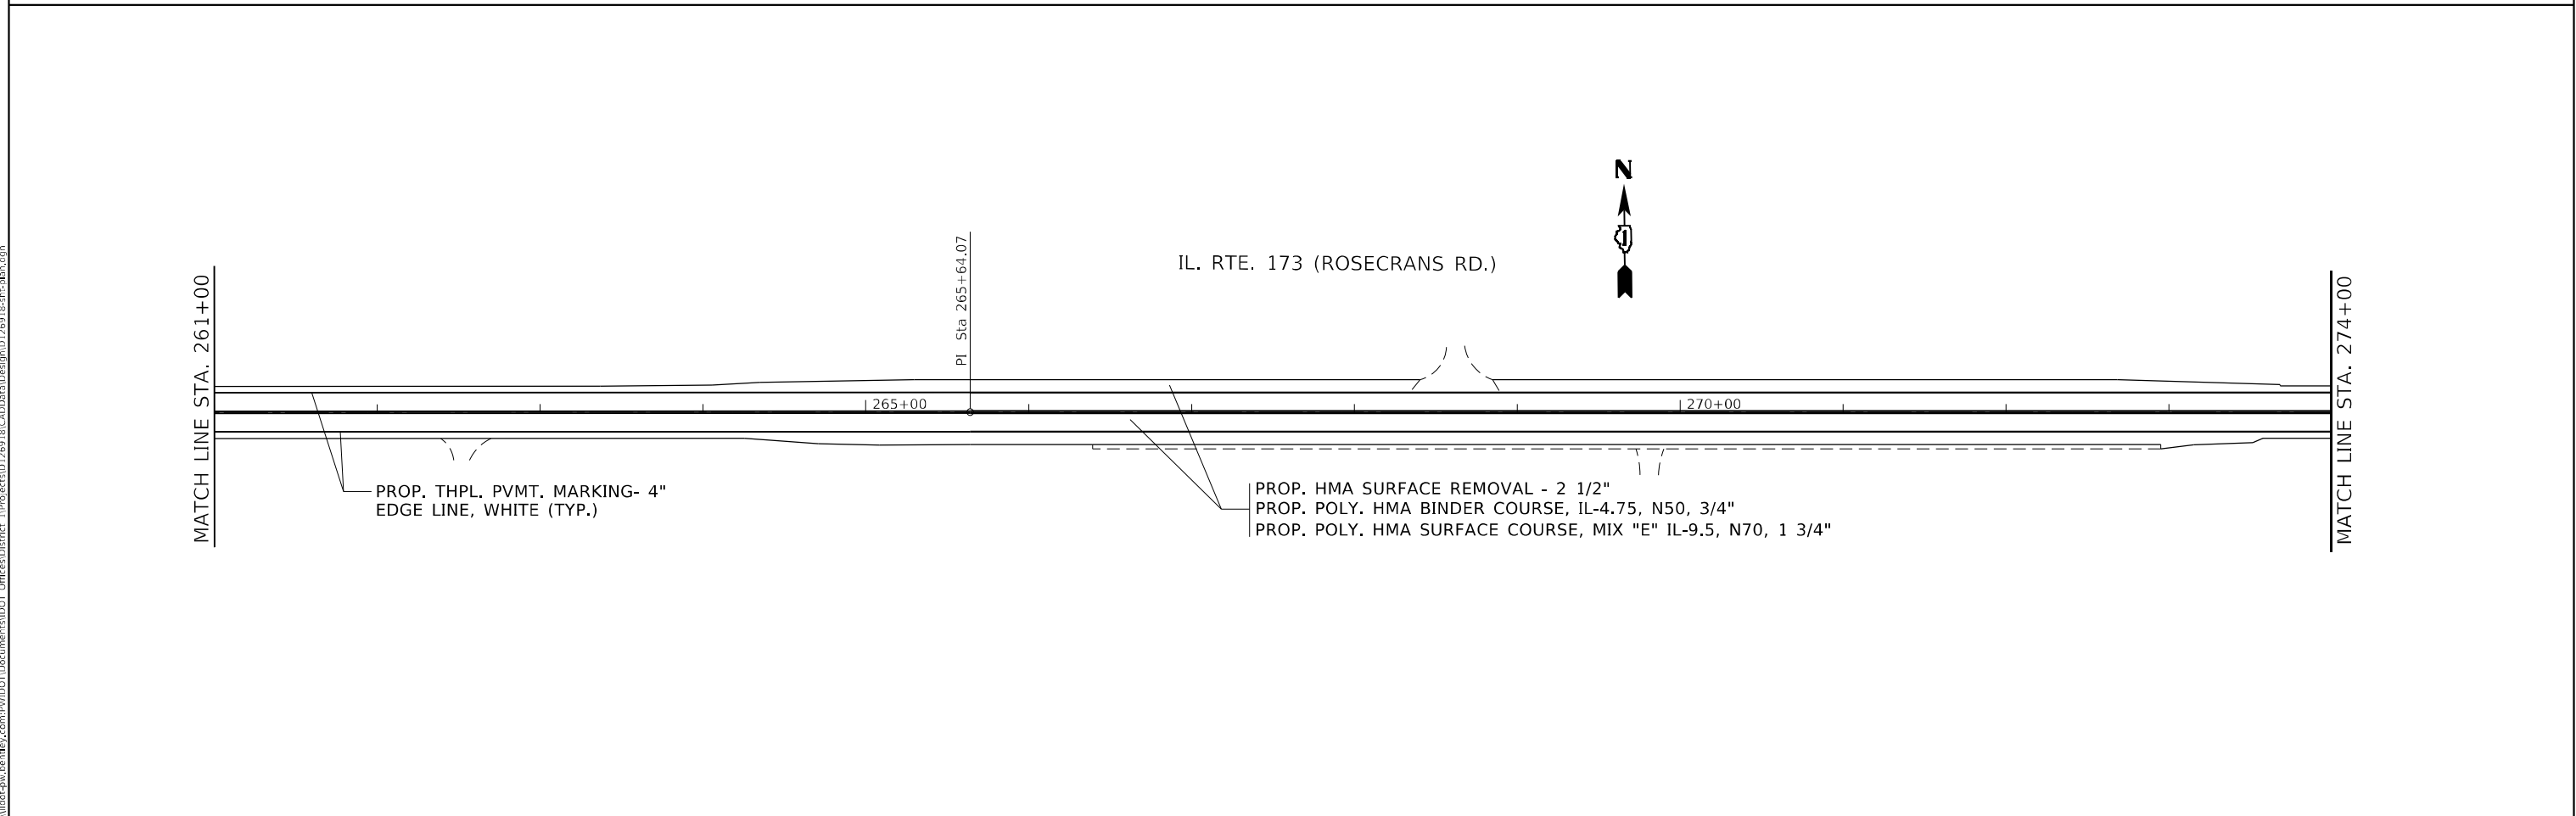 N
IL. RTE. 173 (ROSECRANS RD.)
MATCH LINE STA. 261+00
PI Sta 265+64.07
MATCH LINE STA. 274+00
265+00
270+00
PROP. THPL. PVMT. MARKING- 4"
EDGE LINE, WHITE (TYP.)
PROP. HMA SURFACE REMOVAL - 2 1/2"
PROP. POLY. HMA BINDER COURSE, IL-4.75, N50, 3/4"
PROP. POLY. HMA SURFACE COURSE, MIX "E" IL-9.5, N70, 1 3/4"